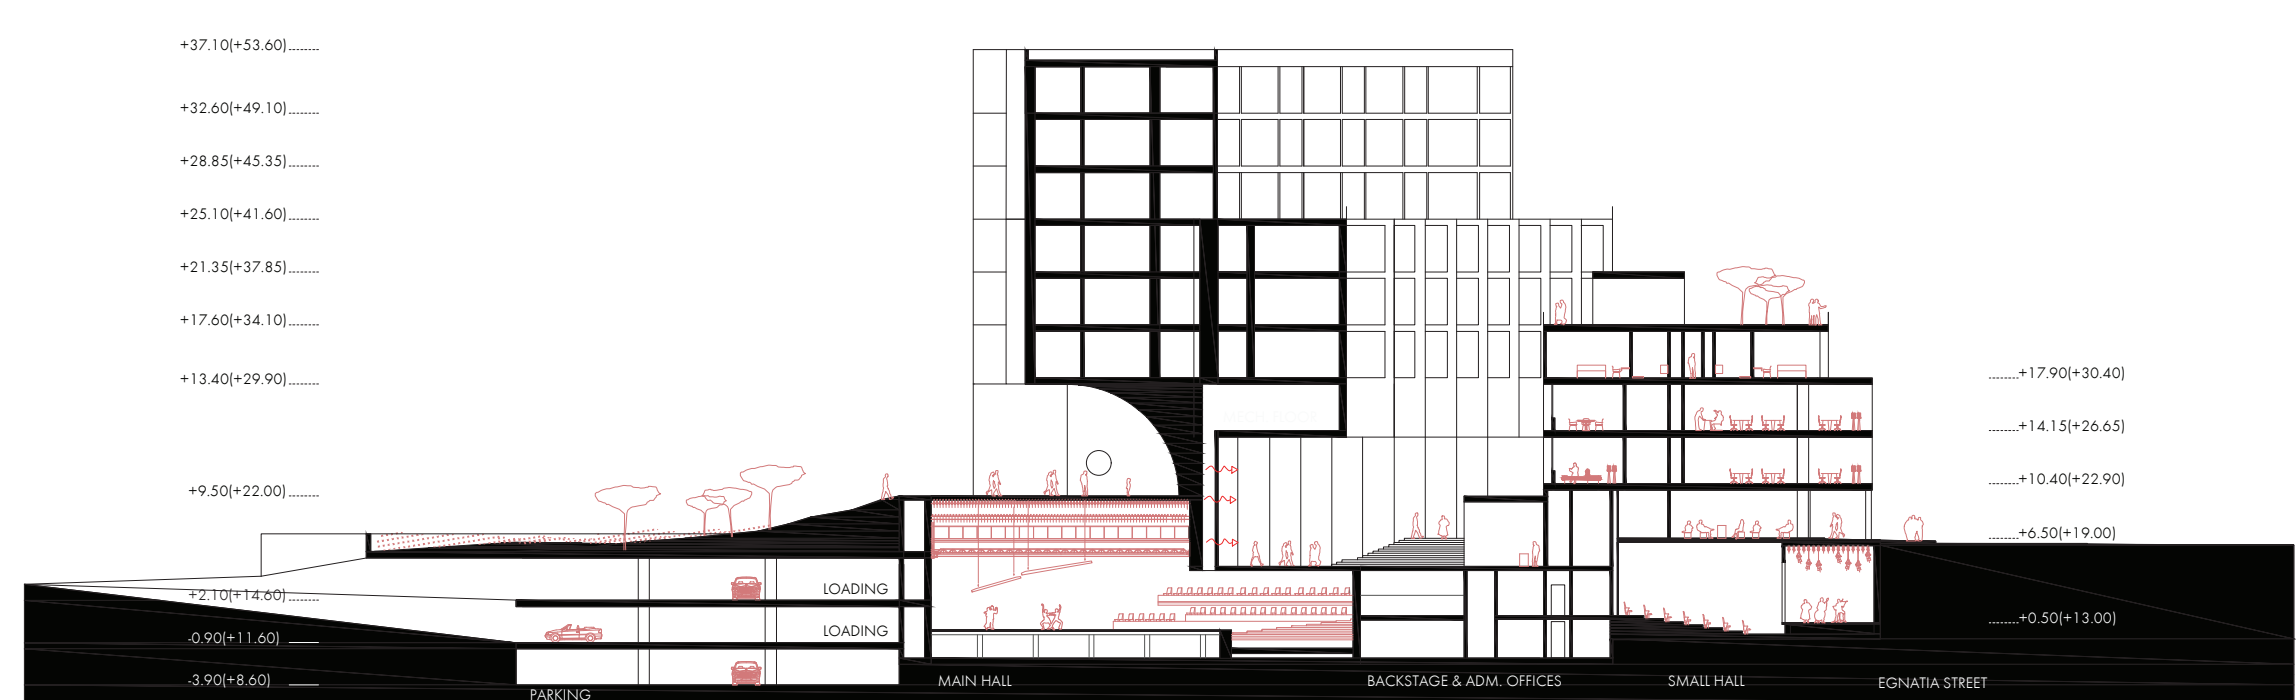 +37.10(+53.60)
+32.60(+49.10)
+28.85(+45.35)
+25.10(+41.60)
+21.35(+37.85)
+17.60(+34.10)
+13.40(+29.90)
+9.50(+22.00)
+2.10(+14.60)
-0.90(+11.60)
-3.90(+8.60)
+17.90(+30.40)
+14.15(+26.65)
+10.40(+22.90)
+6.50(+19.00)
+0.50(+13.00)
LOADING
LOADING
PARKING
MAIN HALL
BACKSTAGE & ADM. OFFICES
SMALL HALL
EGNATIA STREET